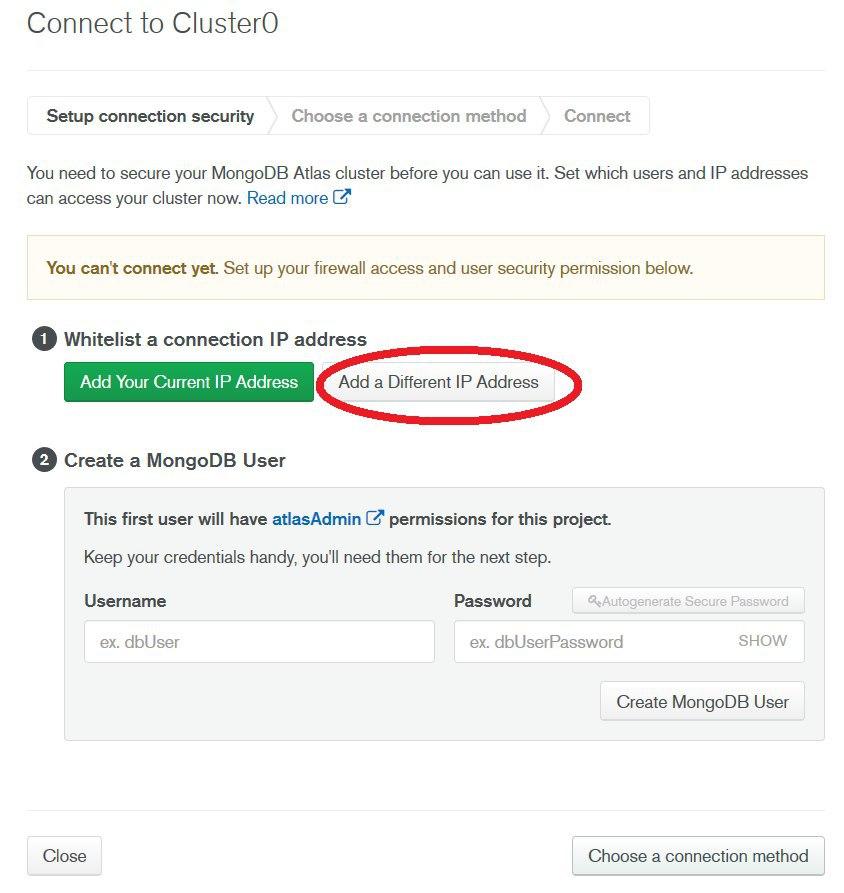 Connect to Cluster0
Setup connection security
Choose a connection method
Connect
You need to secure your MongoDB Atlas cluster before you can use it. Set which users and IP addresses
can access your cluster now. Read more
You can't connect yet. Set up your firewall access and user security permission below.
1 Whitelist a connection IP address
Add Your Current IP Address
Add a Different IP Address
2 Create a MongoDB User
This first user will have atlasAdmin permissions for this project.
Keep your credentials handy, you'll need them for the next step.
Username
Password
Autogenerate Secure Password
ex. dbUser
ex. dbUserPassword
SHOW
Create MongoDB User
Close
Choose a connection method